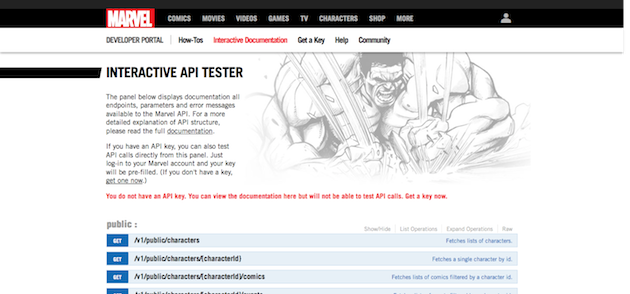 MARVEL COMICS MOVIES VIDEOS GAMES TV CHARACTERS SHOP MORE
DEVELOPER PORTAL How-Tos Interactive Documentation Get a Key Help Community
INTERACTIVE API TESTER
The panel below displays documentation all
endpoints, parameters and error messages
available to the Marvel API. For a more
detailed explanation of API structure,
please read the full documentation.
If you have an API key, you can also test
API calls directly from this panel. Just
log-in to your Marvel account and your key
will be pre-filled. (If you don't have a key,
get one now.)
You do not have an API key. You can view the documentation here but will not be able to test API calls. Get a key now.
public :
Show/Hide List Operations Expand Operations Raw
GET /v1/public/characters Fetches lists of characters.
GET /v1/public/characters/{characterId} Fetches a single character by id.
GET /v1/public/characters/{characterId}/comics Fetches lists of comics filtered by a character id.